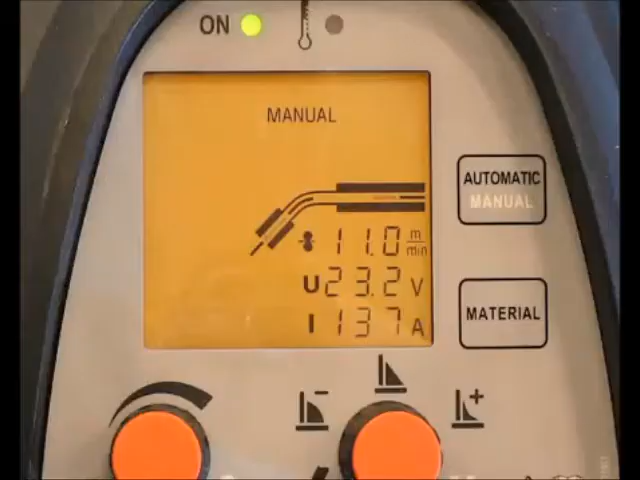 ON
MANUAL
AUTOMATIC
MANUAL
11.0 m/min
U 23.2 V
I 137 A
MATERIAL